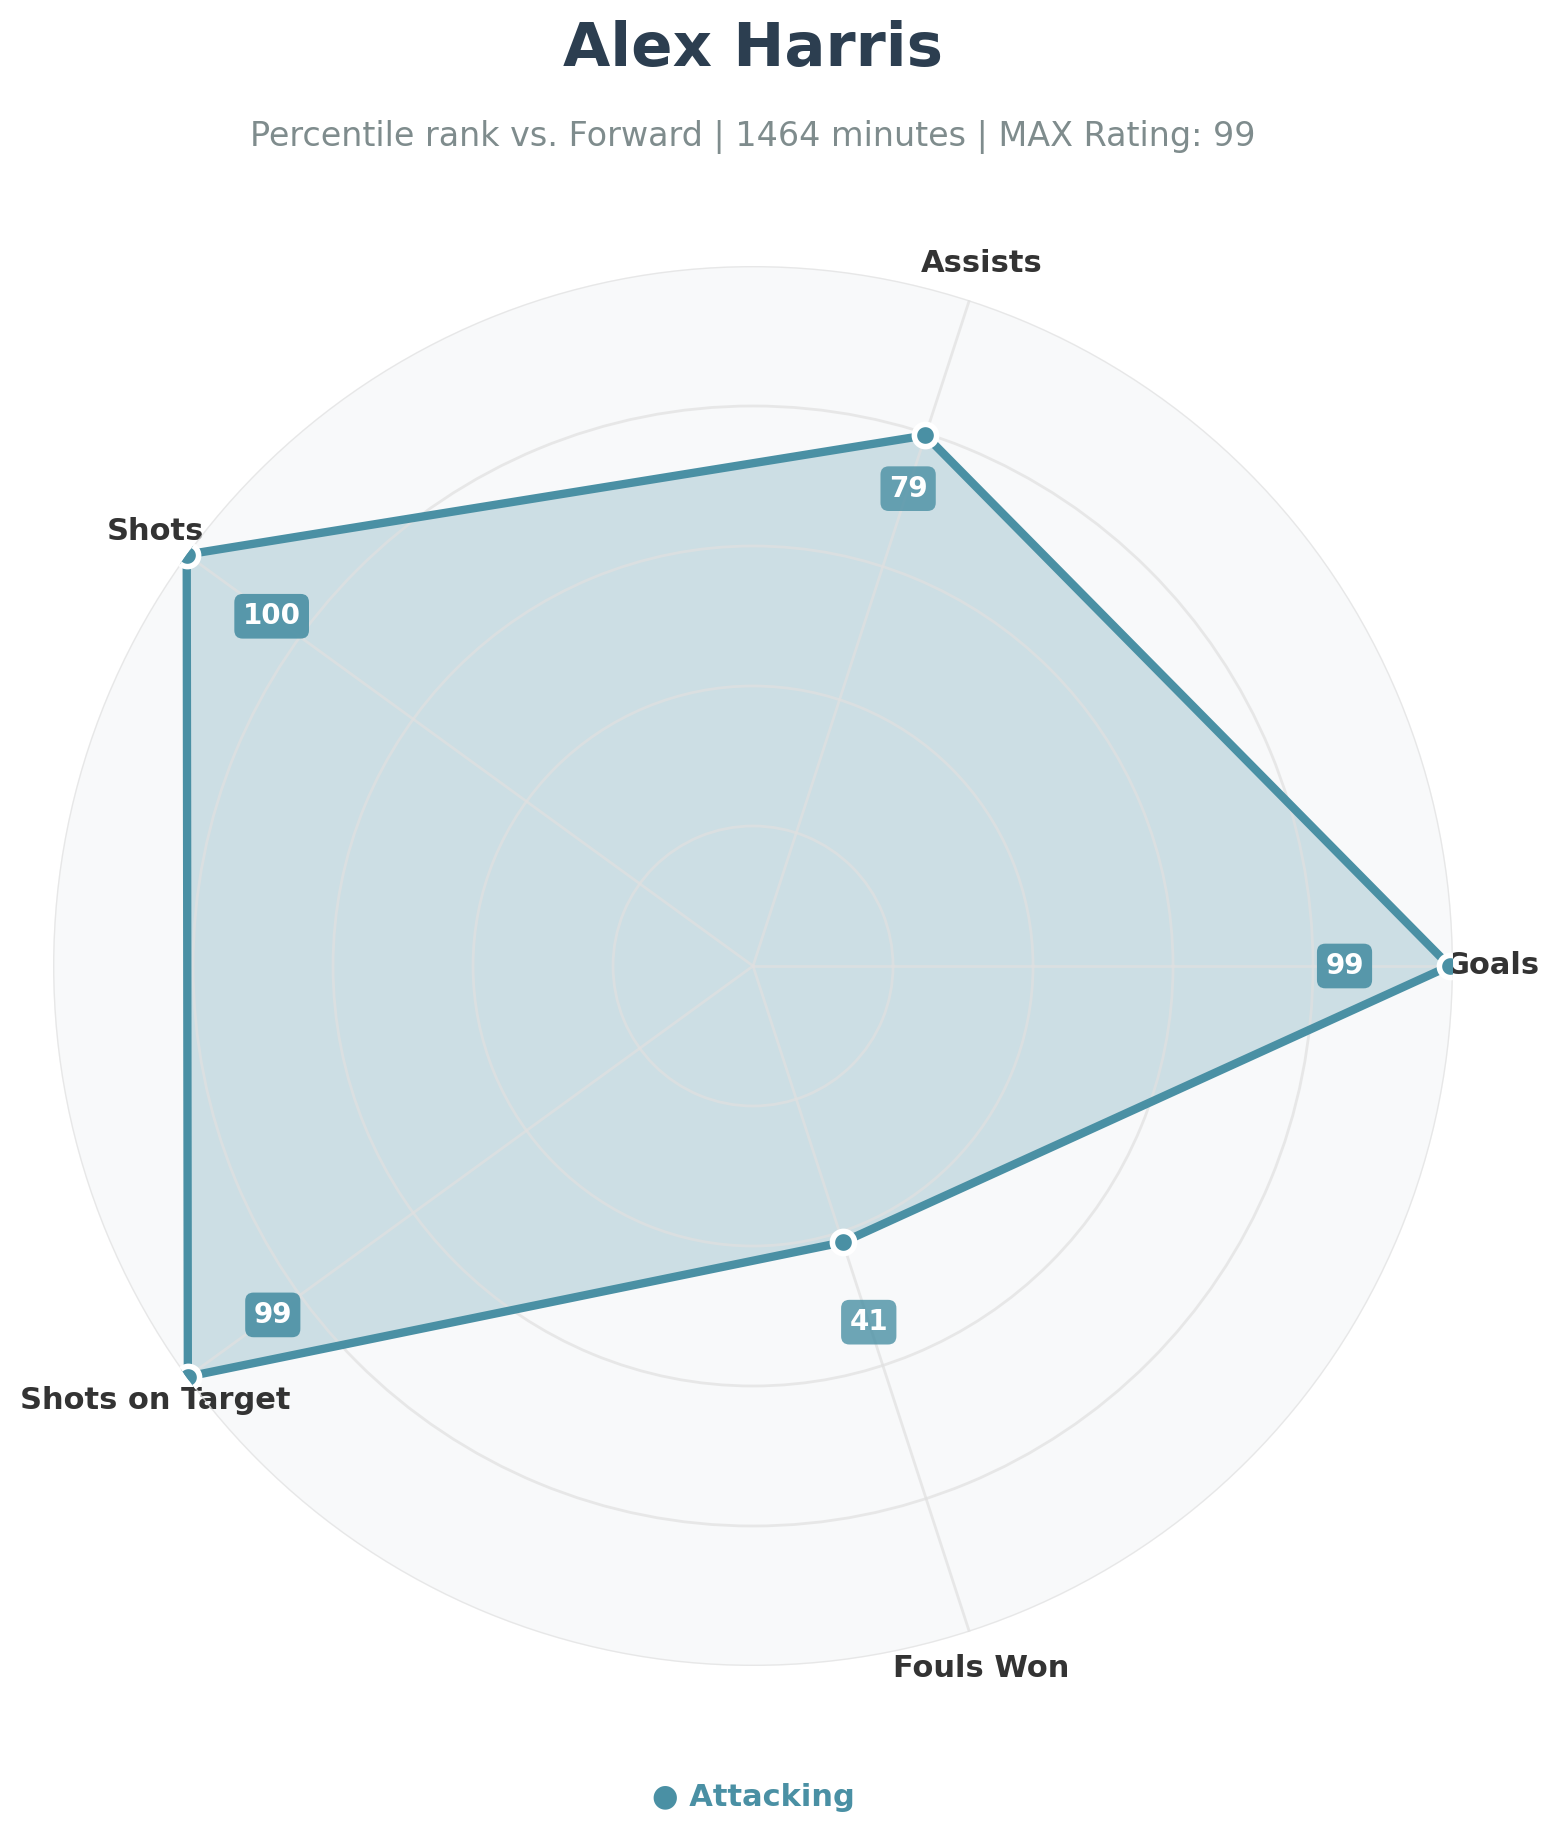 Alex Harris
Percentile rank vs. Forward | 1464 minutes | MAX Rating: 99
Assists
79
Shots
100
99
Goals
99
Shots on Target
41
Fouls Won
Attacking